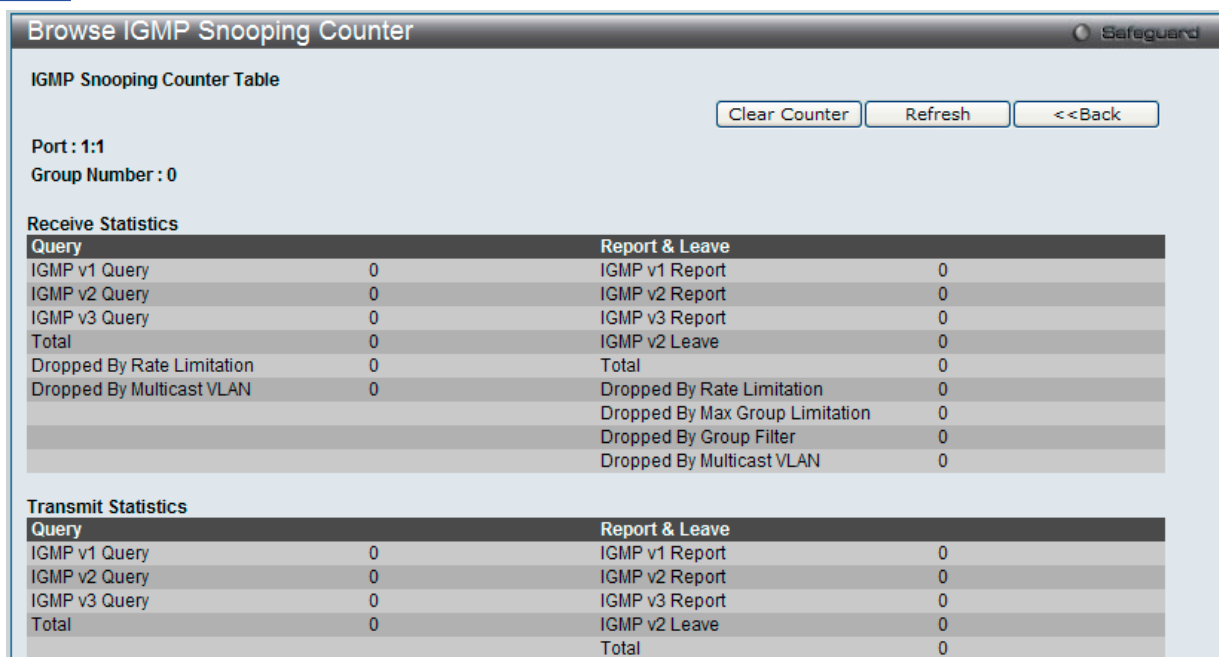 Browse IGMP Snooping Counter
Safeguard
IGMP Snooping Counter Table
Clear Counter Refresh <<Back
Port : 1:1
Group Number : 0
Receive Statistics
Query Report & Leave
IGMP v1 Query 0 IGMP v1 Report 0
IGMP v2 Query 0 IGMP v2 Report 0
IGMP v3 Query 0 IGMP v3 Report 0
Total 0 IGMP v2 Leave 0
Dropped By Rate Limitation 0 Total 0
Dropped By Multicast VLAN 0 Dropped By Rate Limitation 0
Dropped By Max Group Limitation 0
Dropped By Group Filter 0
Dropped By Multicast VLAN 0
Transmit Statistics
Query Report & Leave
IGMP v1 Query 0 IGMP v1 Report 0
IGMP v2 Query 0 IGMP v2 Report 0
IGMP v3 Query 0 IGMP v3 Report 0
Total 0 IGMP v2 Leave 0
Total 0